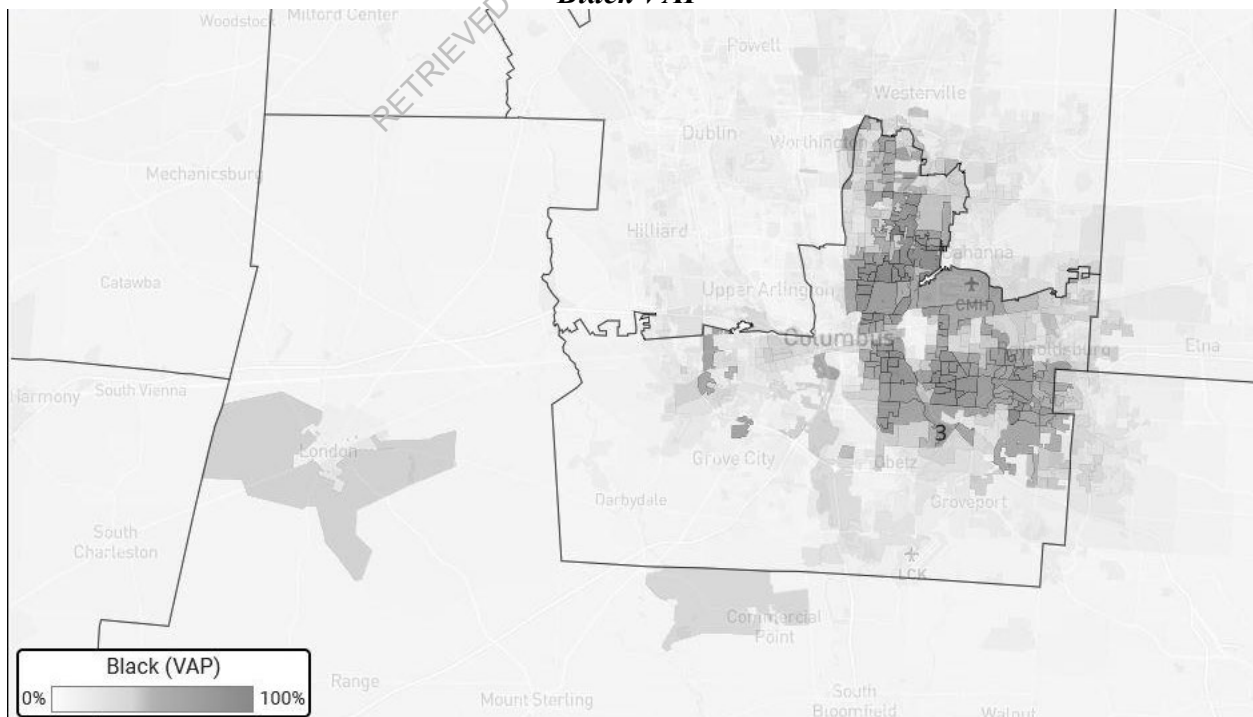 Black VAP
RETRIEVED
Woodstock
Milford Center
Powell
Westerville
Dublin
Worthington
Mechanicsburg
Hilliard
Catawba
Upper Arlington
CMH
Columbus
Etna
Harmony
South Vienna
London
3
Grove City
Obetz
Darbydale
Groveport
South
Charleston
LCK
Commercial
Point
Black (VAP)
0%
100%
Range
Mount Sterling
South
Bloomfield
Walnut